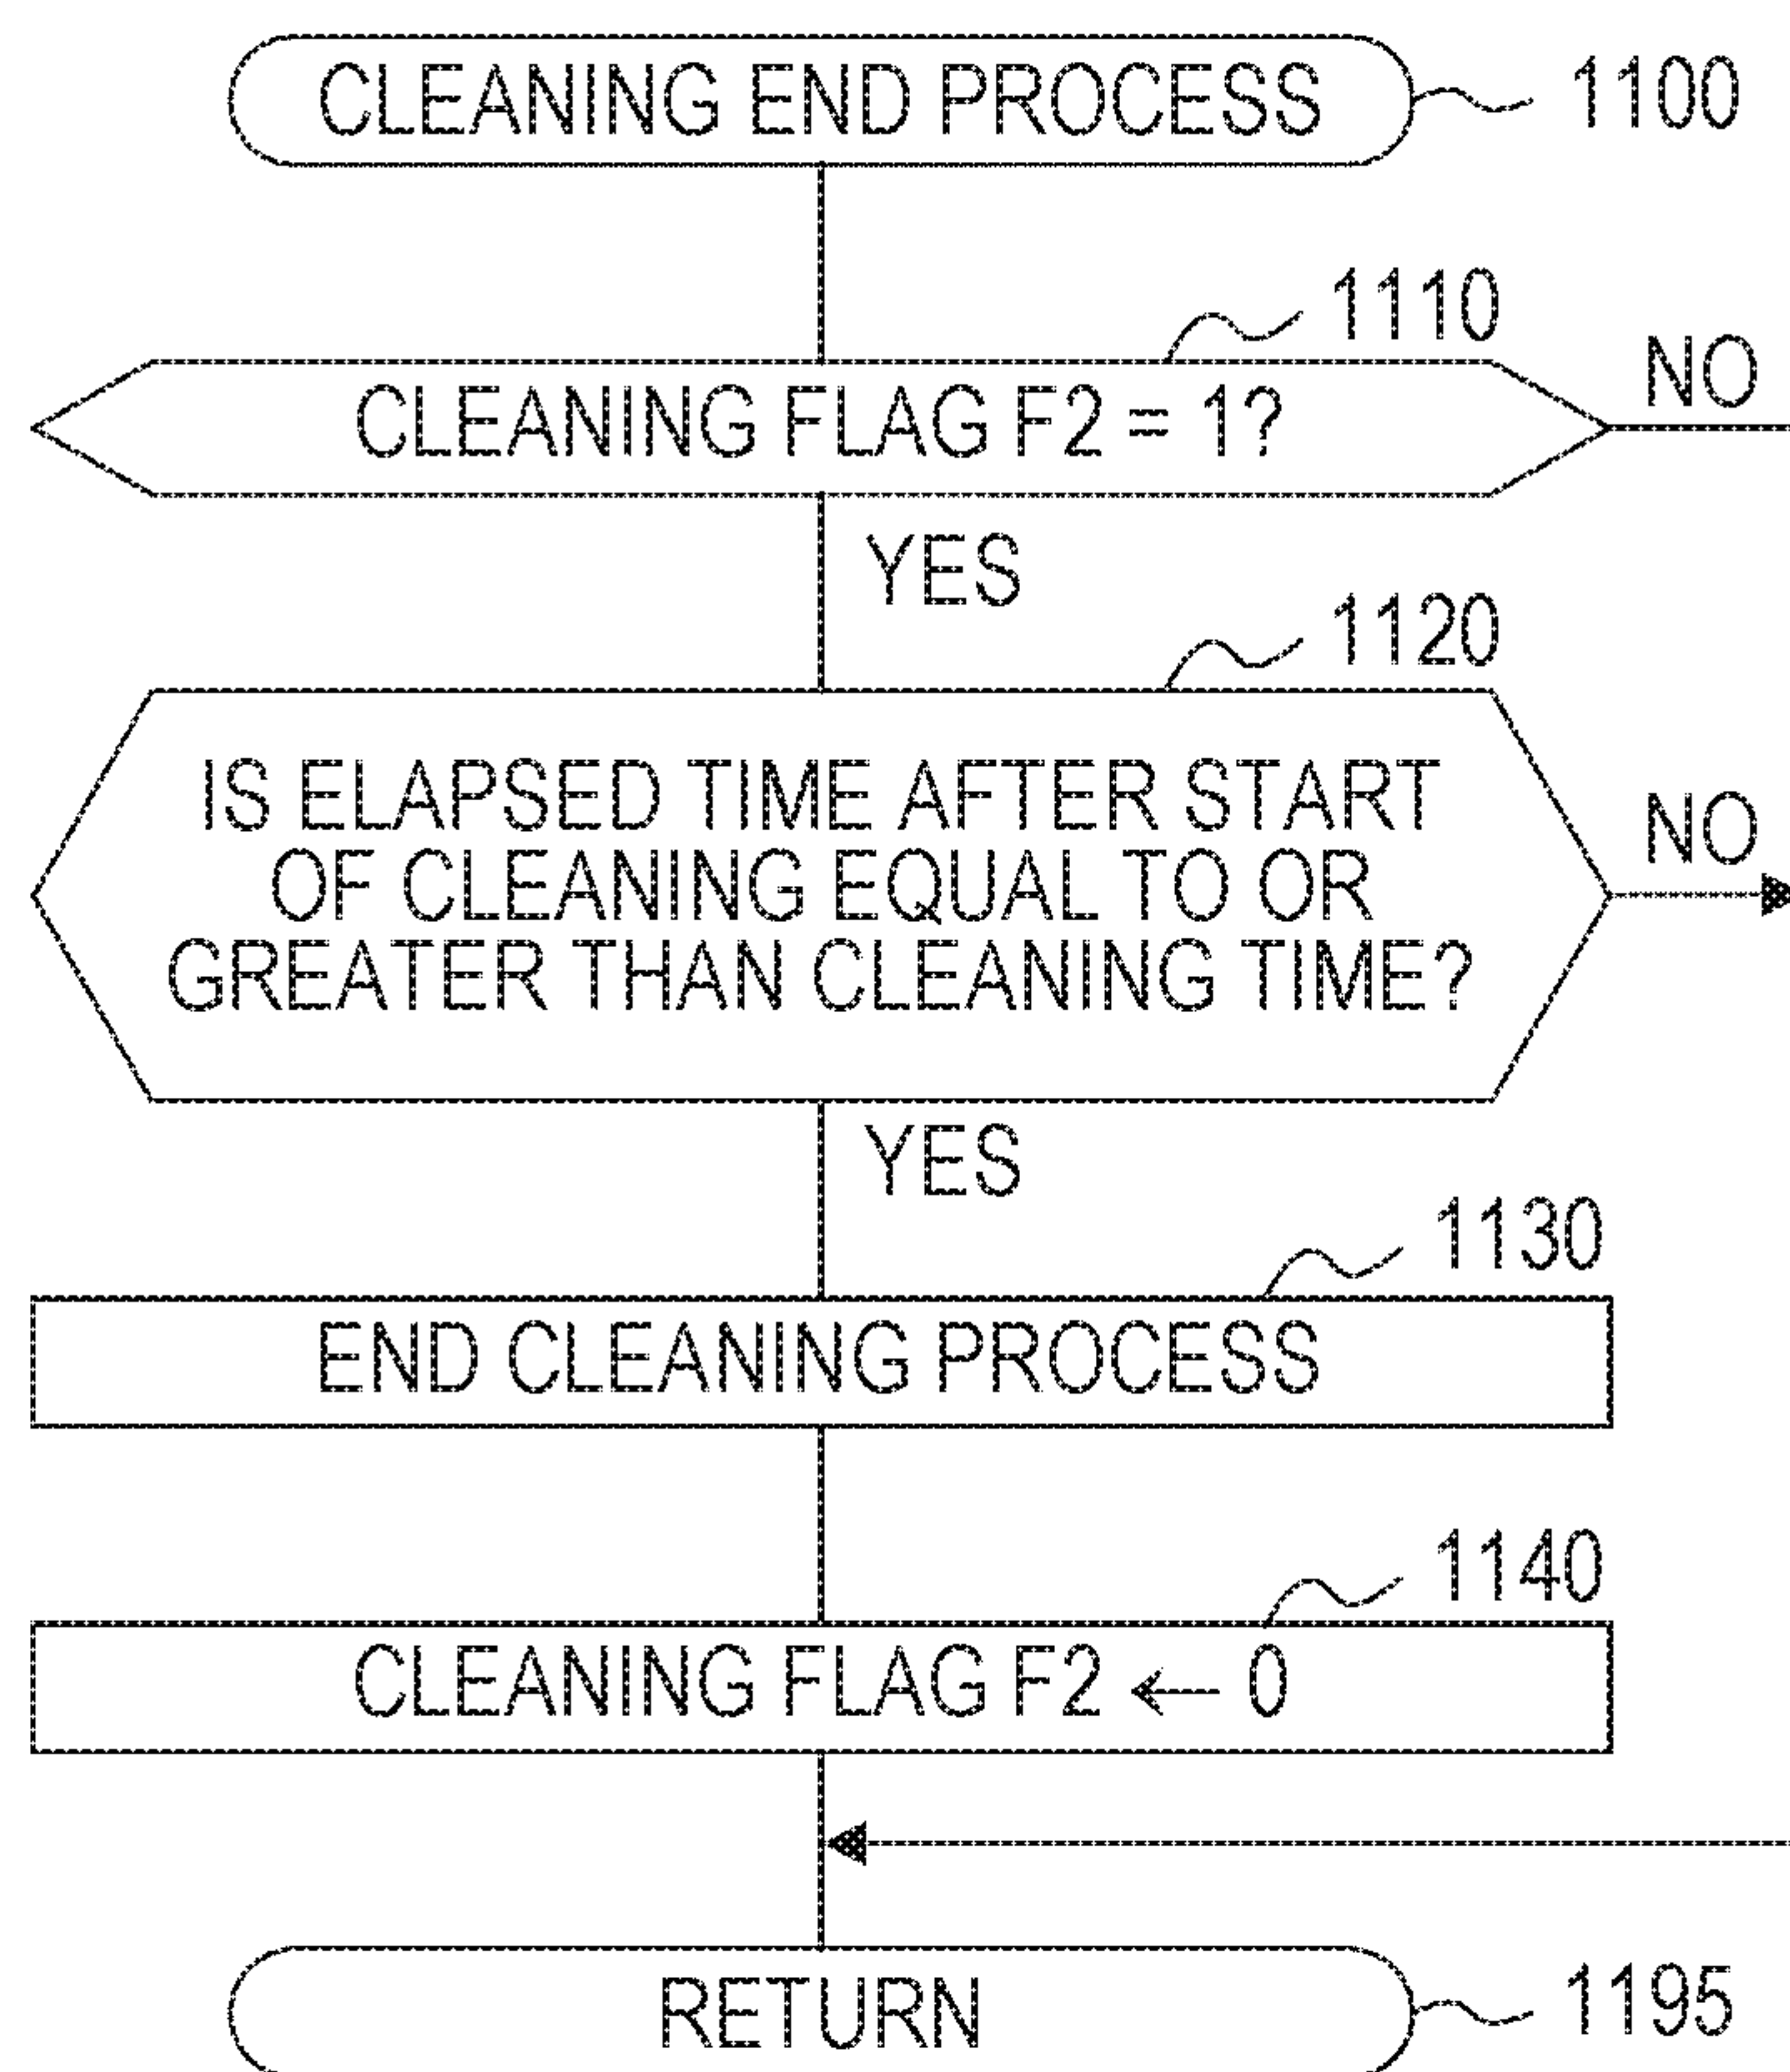 CLEANING END PROCESS
1100
1110
CLEANING FLAG F2 = 1?
NO
YES
1120
IS ELAPSED TIME AFTER START
OF CLEANING EQUAL TO OR
GREATER THAN CLEANING TIME?
NO
YES
1130
END CLEANING PROCESS
1140
CLEANING FLAG F2 ← 0
RETURN
1195